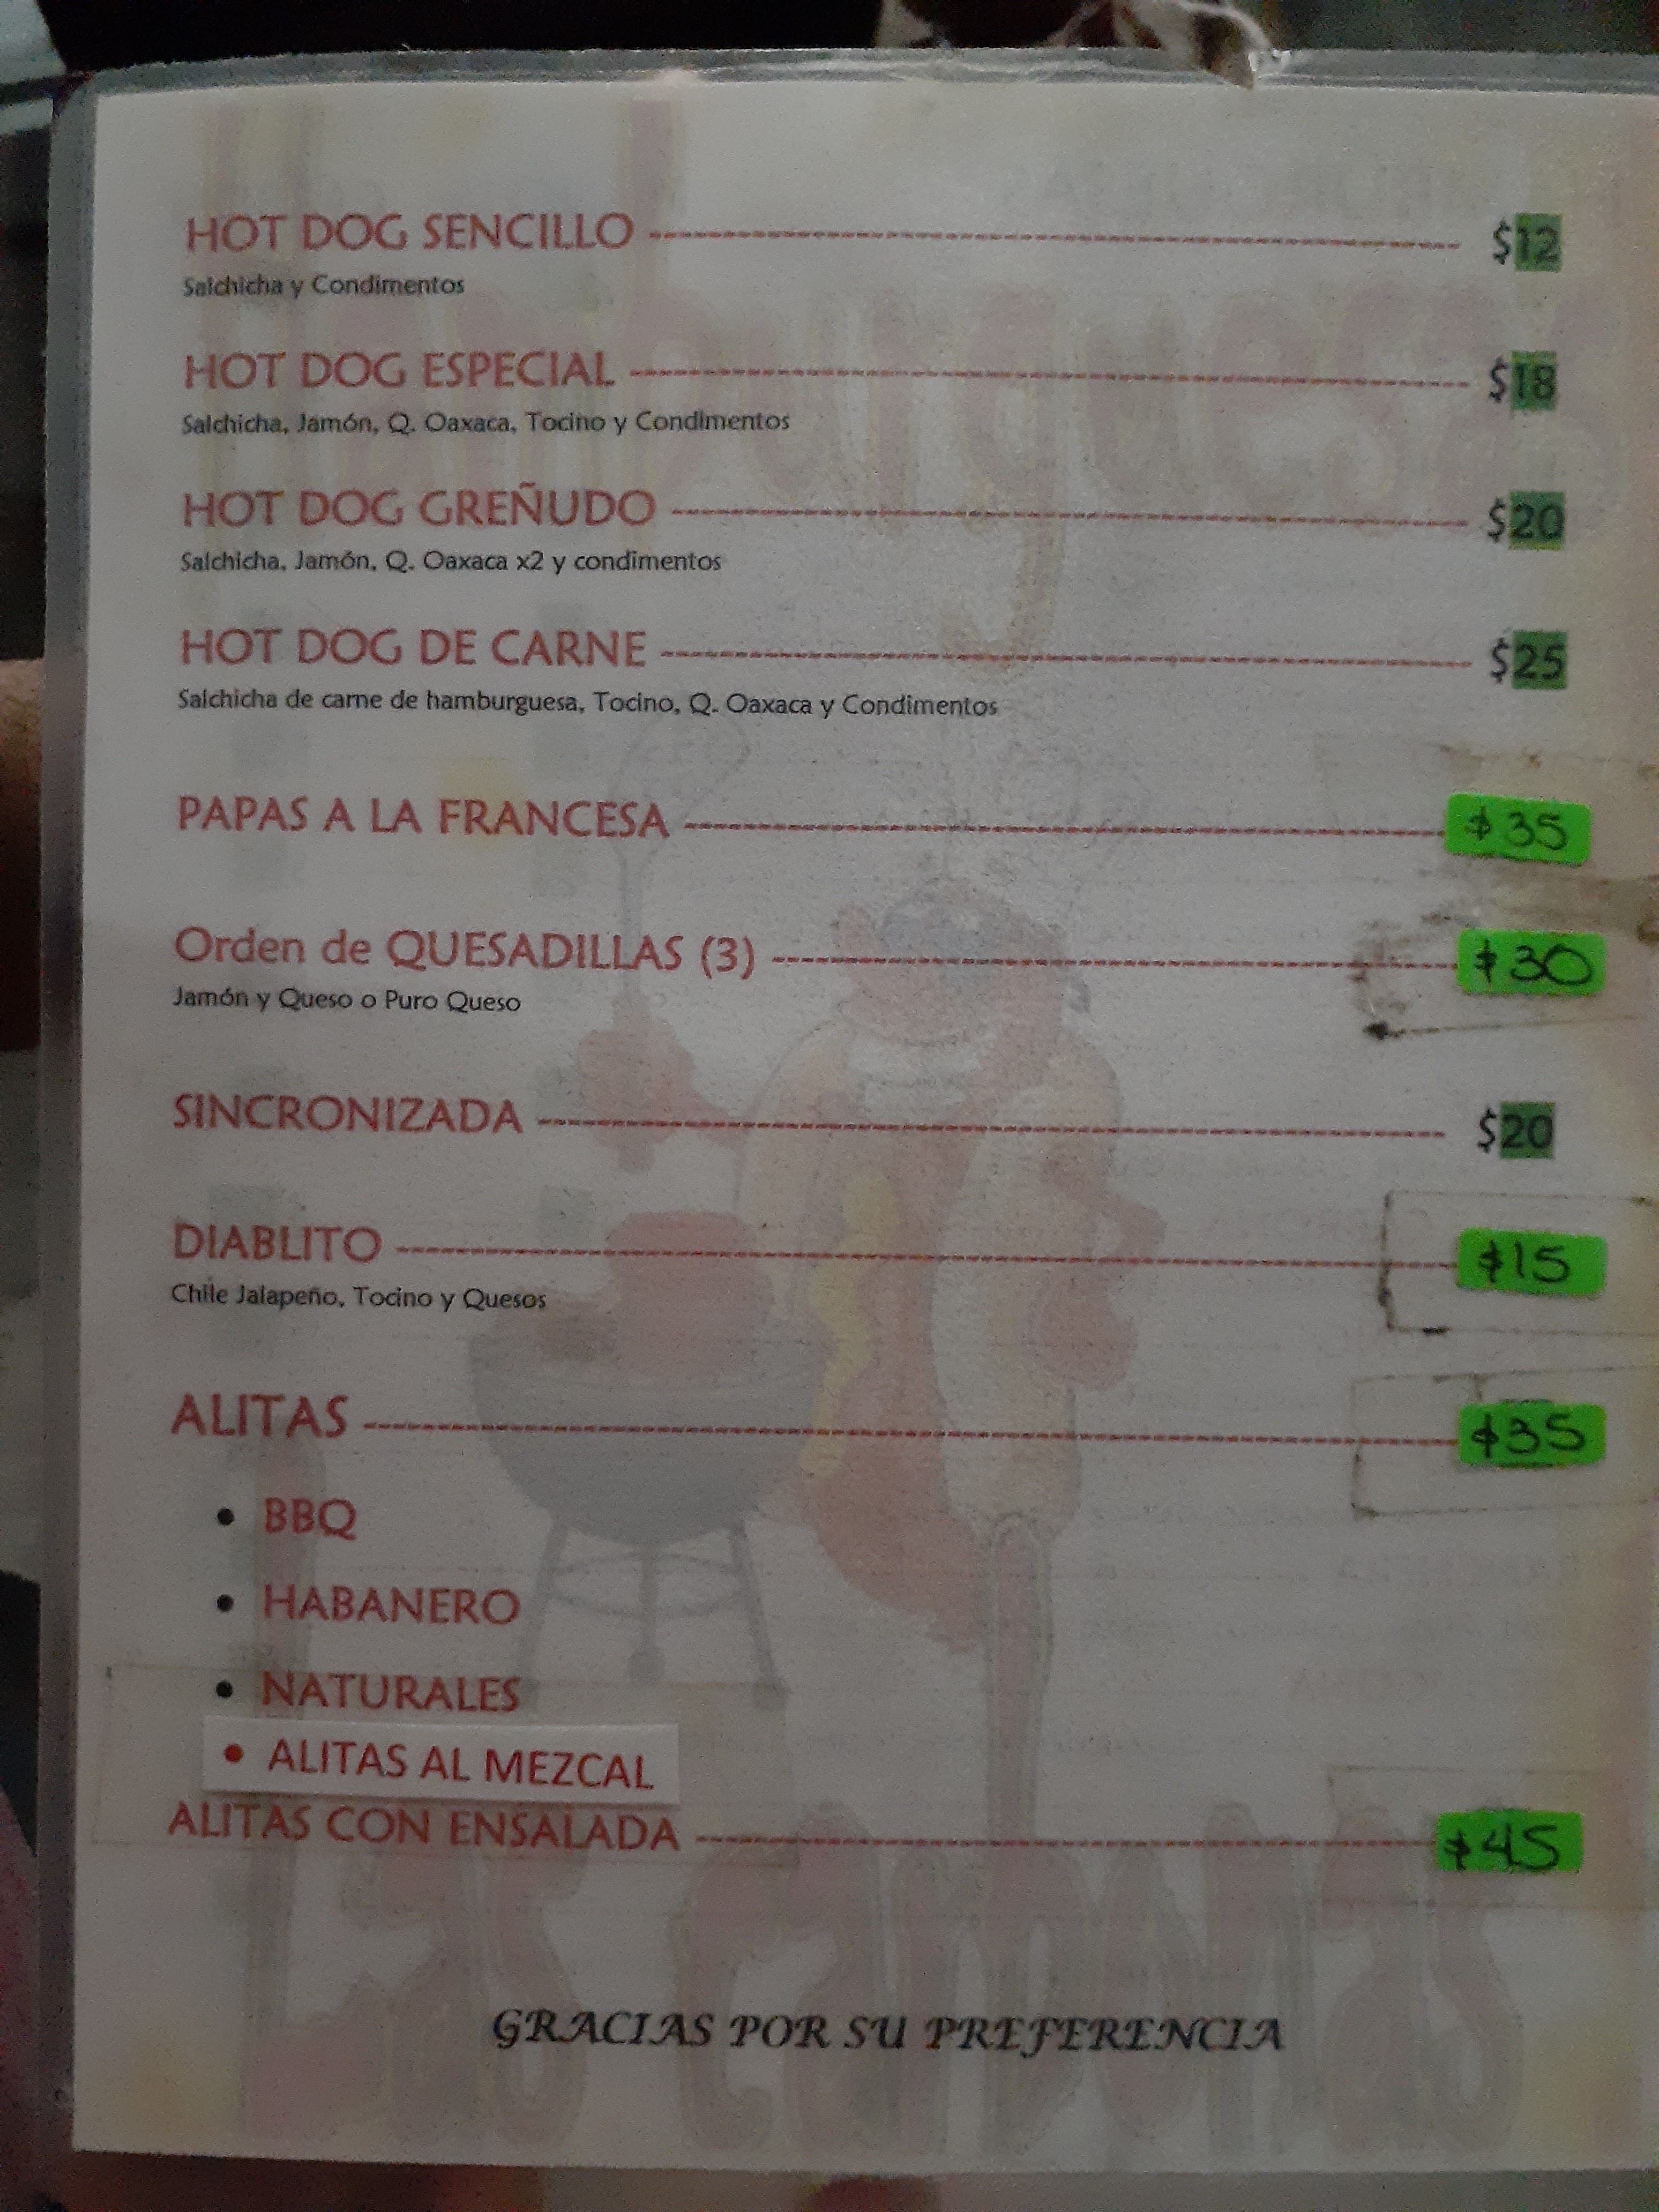 HOT DOG SENCILLO $12
Salchicha y Condimentos
HOT DOG ESPECIAL $18
Salchicha, Jamón, Q. Oaxaca, Tocino y Condimentos
HOT DOG GREÑUDO $20
Salchicha, Jamón, Q. Oaxaca x2 y condimentos
HOT DOG DE CARNE $25
Salchicha de carne de hamburguesa, Tocino, Q. Oaxaca y Condimentos
PAPAS A LA FRANCESA $35
Orden de QUESADILLAS (3) $30
Jamón y Queso o Puro Queso
SINCRONIZADA $20
DIABLITO $15
Chile Jalapeño, Tocino y Quesos
ALITAS $35
• BBQ
• HABANERO
• NATURALES
• ALITAS AL MEZCAL
ALITAS CON ENSALADA $45
GRACIAS POR SU PREFERENCIA